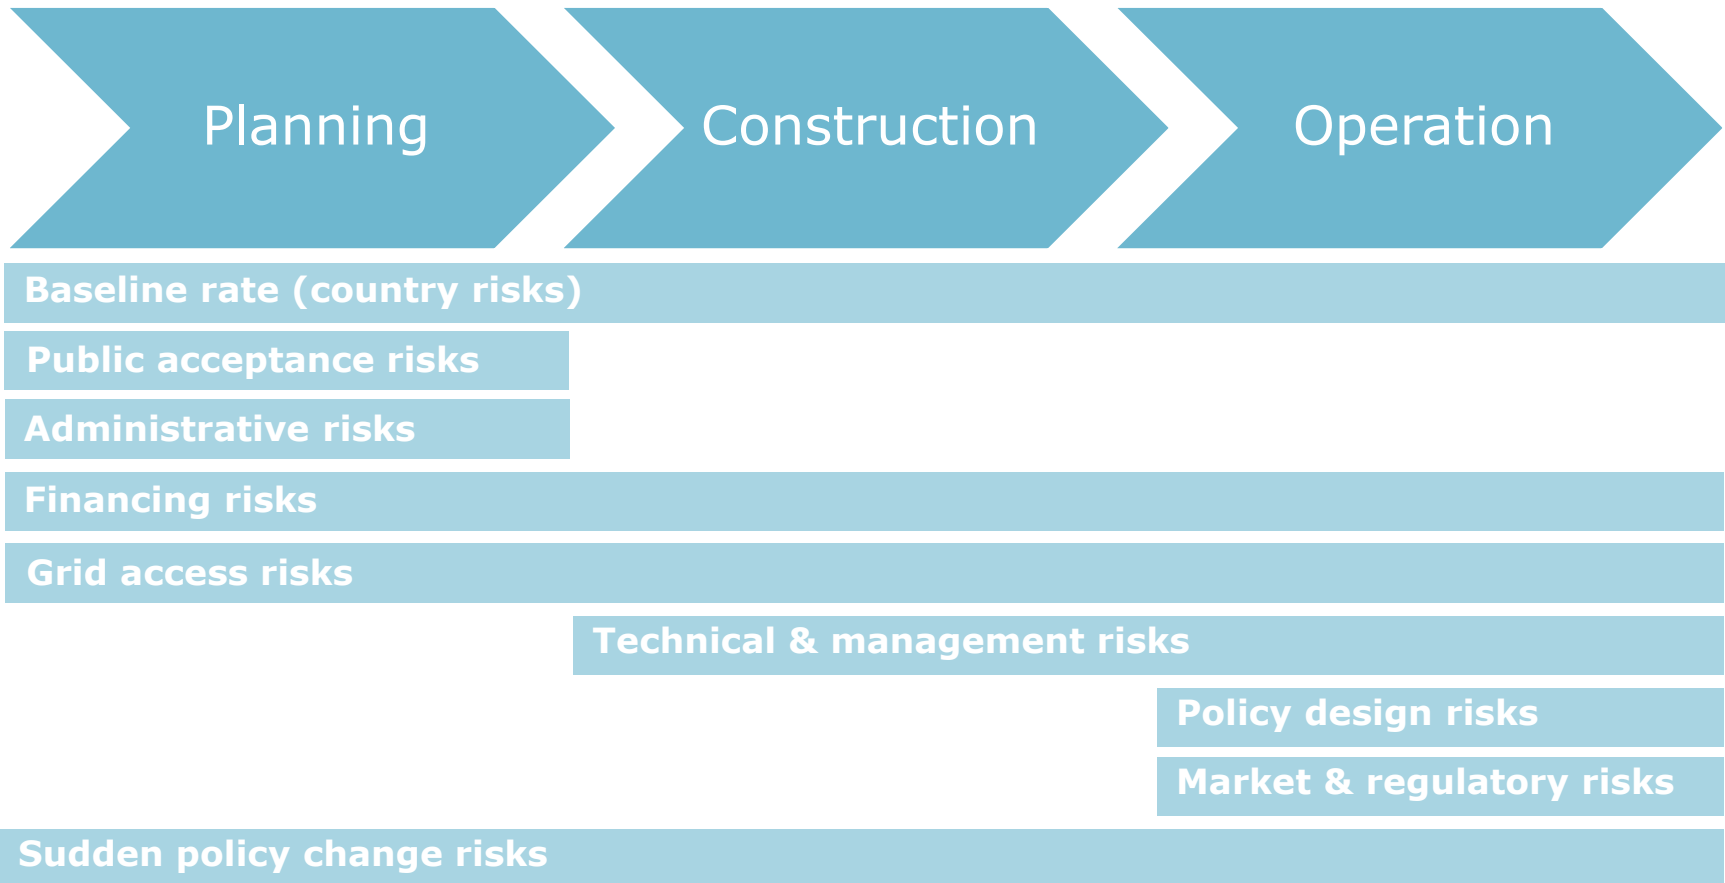 Planning
Construction
Operation
Baseline rate (country risks)
Public acceptance risks
Administrative risks
Financing risks
Grid access risks
Technical & management risks
Policy design risks
Market & regulatory risks
Sudden policy change risks